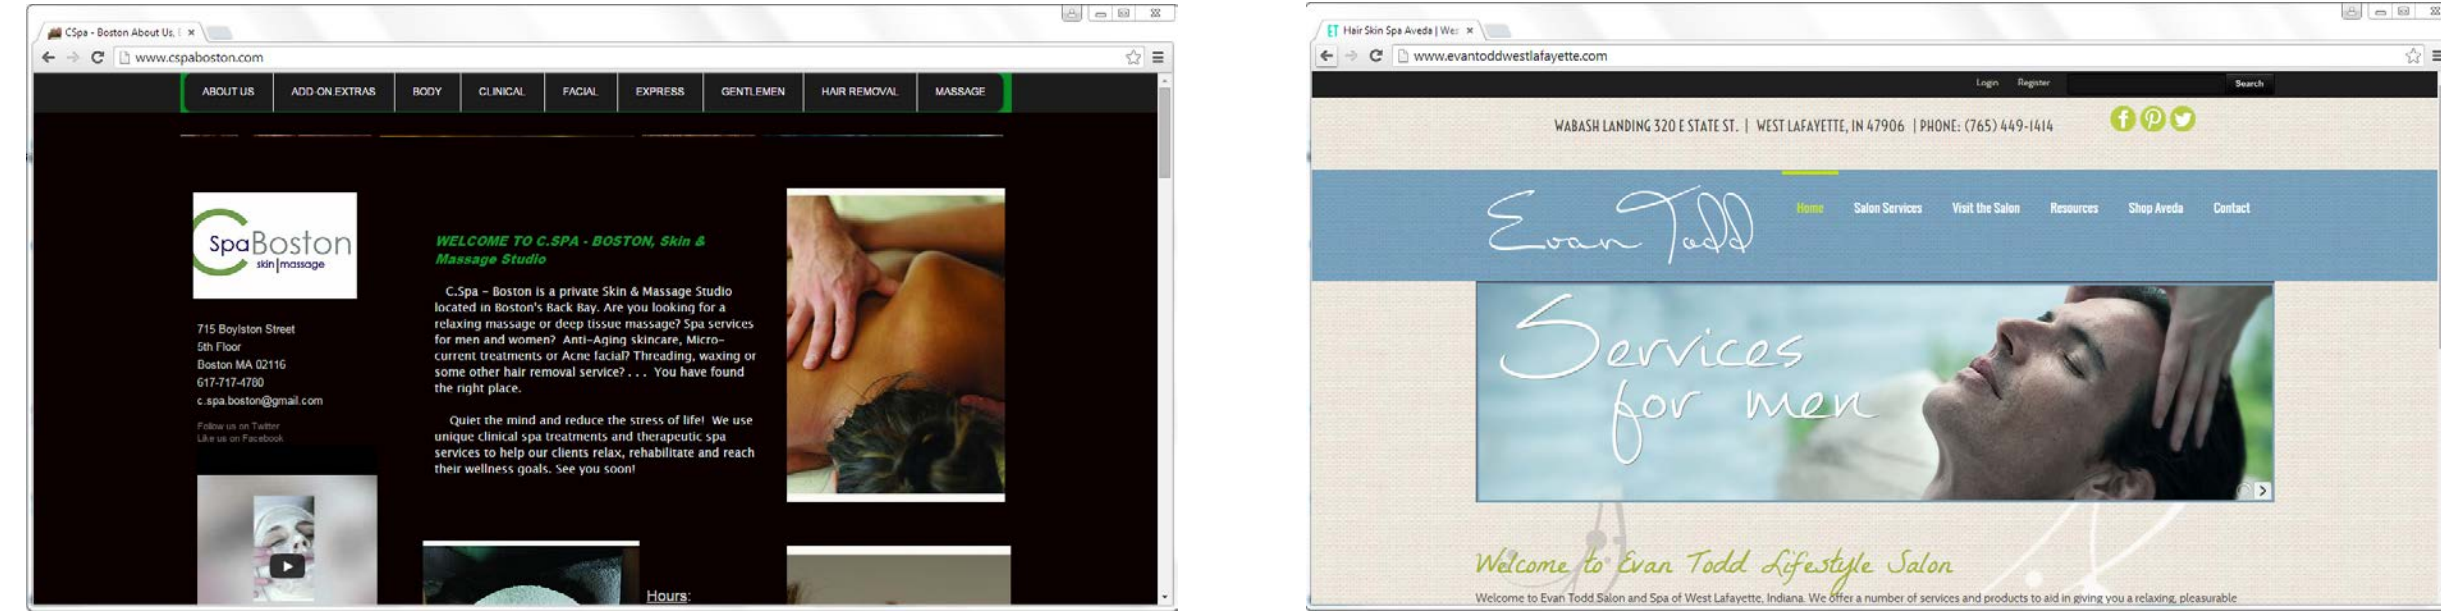 CSpa - Boston About Us, (
www.cspaboston.com
ABOUT US ADD-ON EXTRAS BODY CLINICAL FACIAL EXPRESS GENTLEMEN HAIR REMOVAL MASSAGE
CSpaBoston
skin|massage
715 Boylston Street
5th Floor
Boston MA 02116
617-717-4780
c.spa.boston@gmail.com
Follow us on Twitter
Like us on Facebook
WELCOME TO C.SPA - BOSTON, Skin &
Massage Studio
C.Spa – Boston is a private Skin & Massage Studio
located in Boston's Back Bay. Are you looking for a
relaxing massage or deep tissue massage? Spa services
for men and women? Anti-Aging skincare, Micro-
current treatments or Acne facial? Threading, waxing or
some other hair removal service? . . . You have found
the right place.
Quiet the mind and reduce the stress of life! We use
unique clinical spa treatments and therapeutic spa
services to help our clients relax, rehabilitate and reach
their wellness goals. See you soon!
Hours:
ET Hair Skin Spa Aveda | Wes
www.evantoddwestlafayette.com
Login Register Search
WABASH LANDING 320 E STATE ST. | WEST LAFAYETTE, IN 47906 | PHONE: (765) 449-1414
Evan Todd
Home Salon Services Visit the Salon Resources Shop Aveda Contact
Services
for men
Welcome to Evan Todd Lifestyle Salon
Welcome to Evan Todd Salon and Spa of West Lafayette, Indiana. We offer a number of services and products to aid in giving you a relaxing, pleasurable